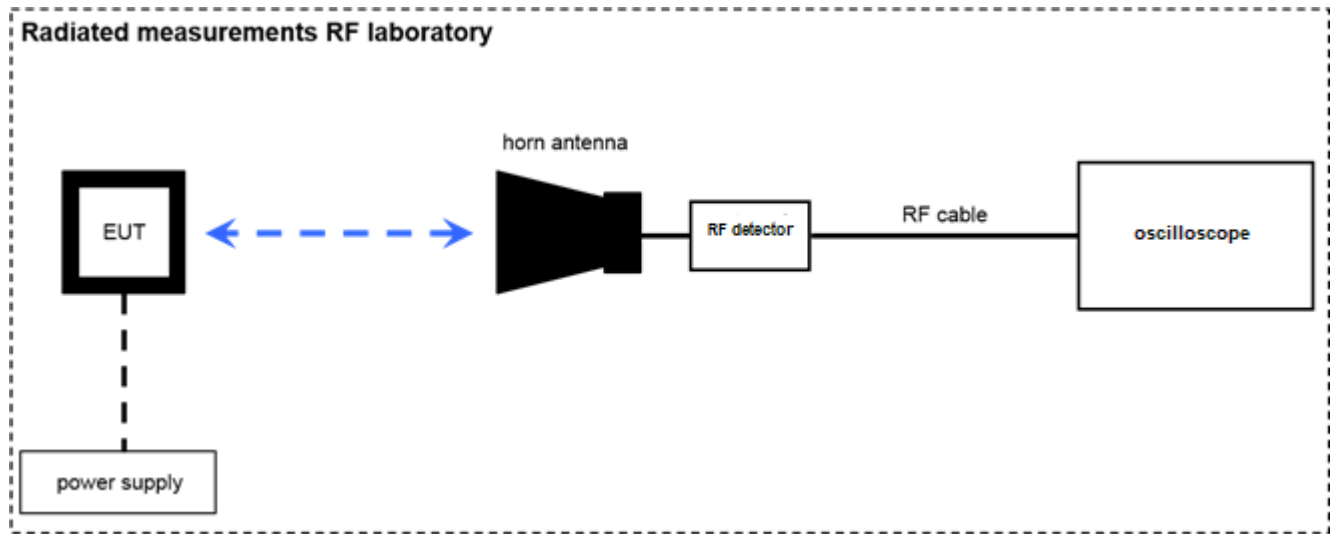 Radiated measurements RF laboratory
horn antenna
EUT
RF detector
RF cable
oscilloscope
power supply